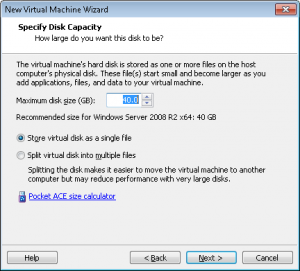 New Virtual Machine Wizard
Specify Disk Capacity
How large do you want this disk to be?
The virtual machine's hard disk is stored as one or more files on the host
computer's physical disk. These file(s) start small and become larger as you
add applications, files, and data to your virtual machine.
Maximum disk size (GB): 40.0
Recommended size for Windows Server 2008 R2 x64: 40 GB
Store virtual disk as a single file
Split virtual disk into multiple files
Splitting the disk makes it easier to move the virtual machine to another
computer but may reduce performance with very large disks.
Pocket ACE size calculator
Help < Back Next > Cancel